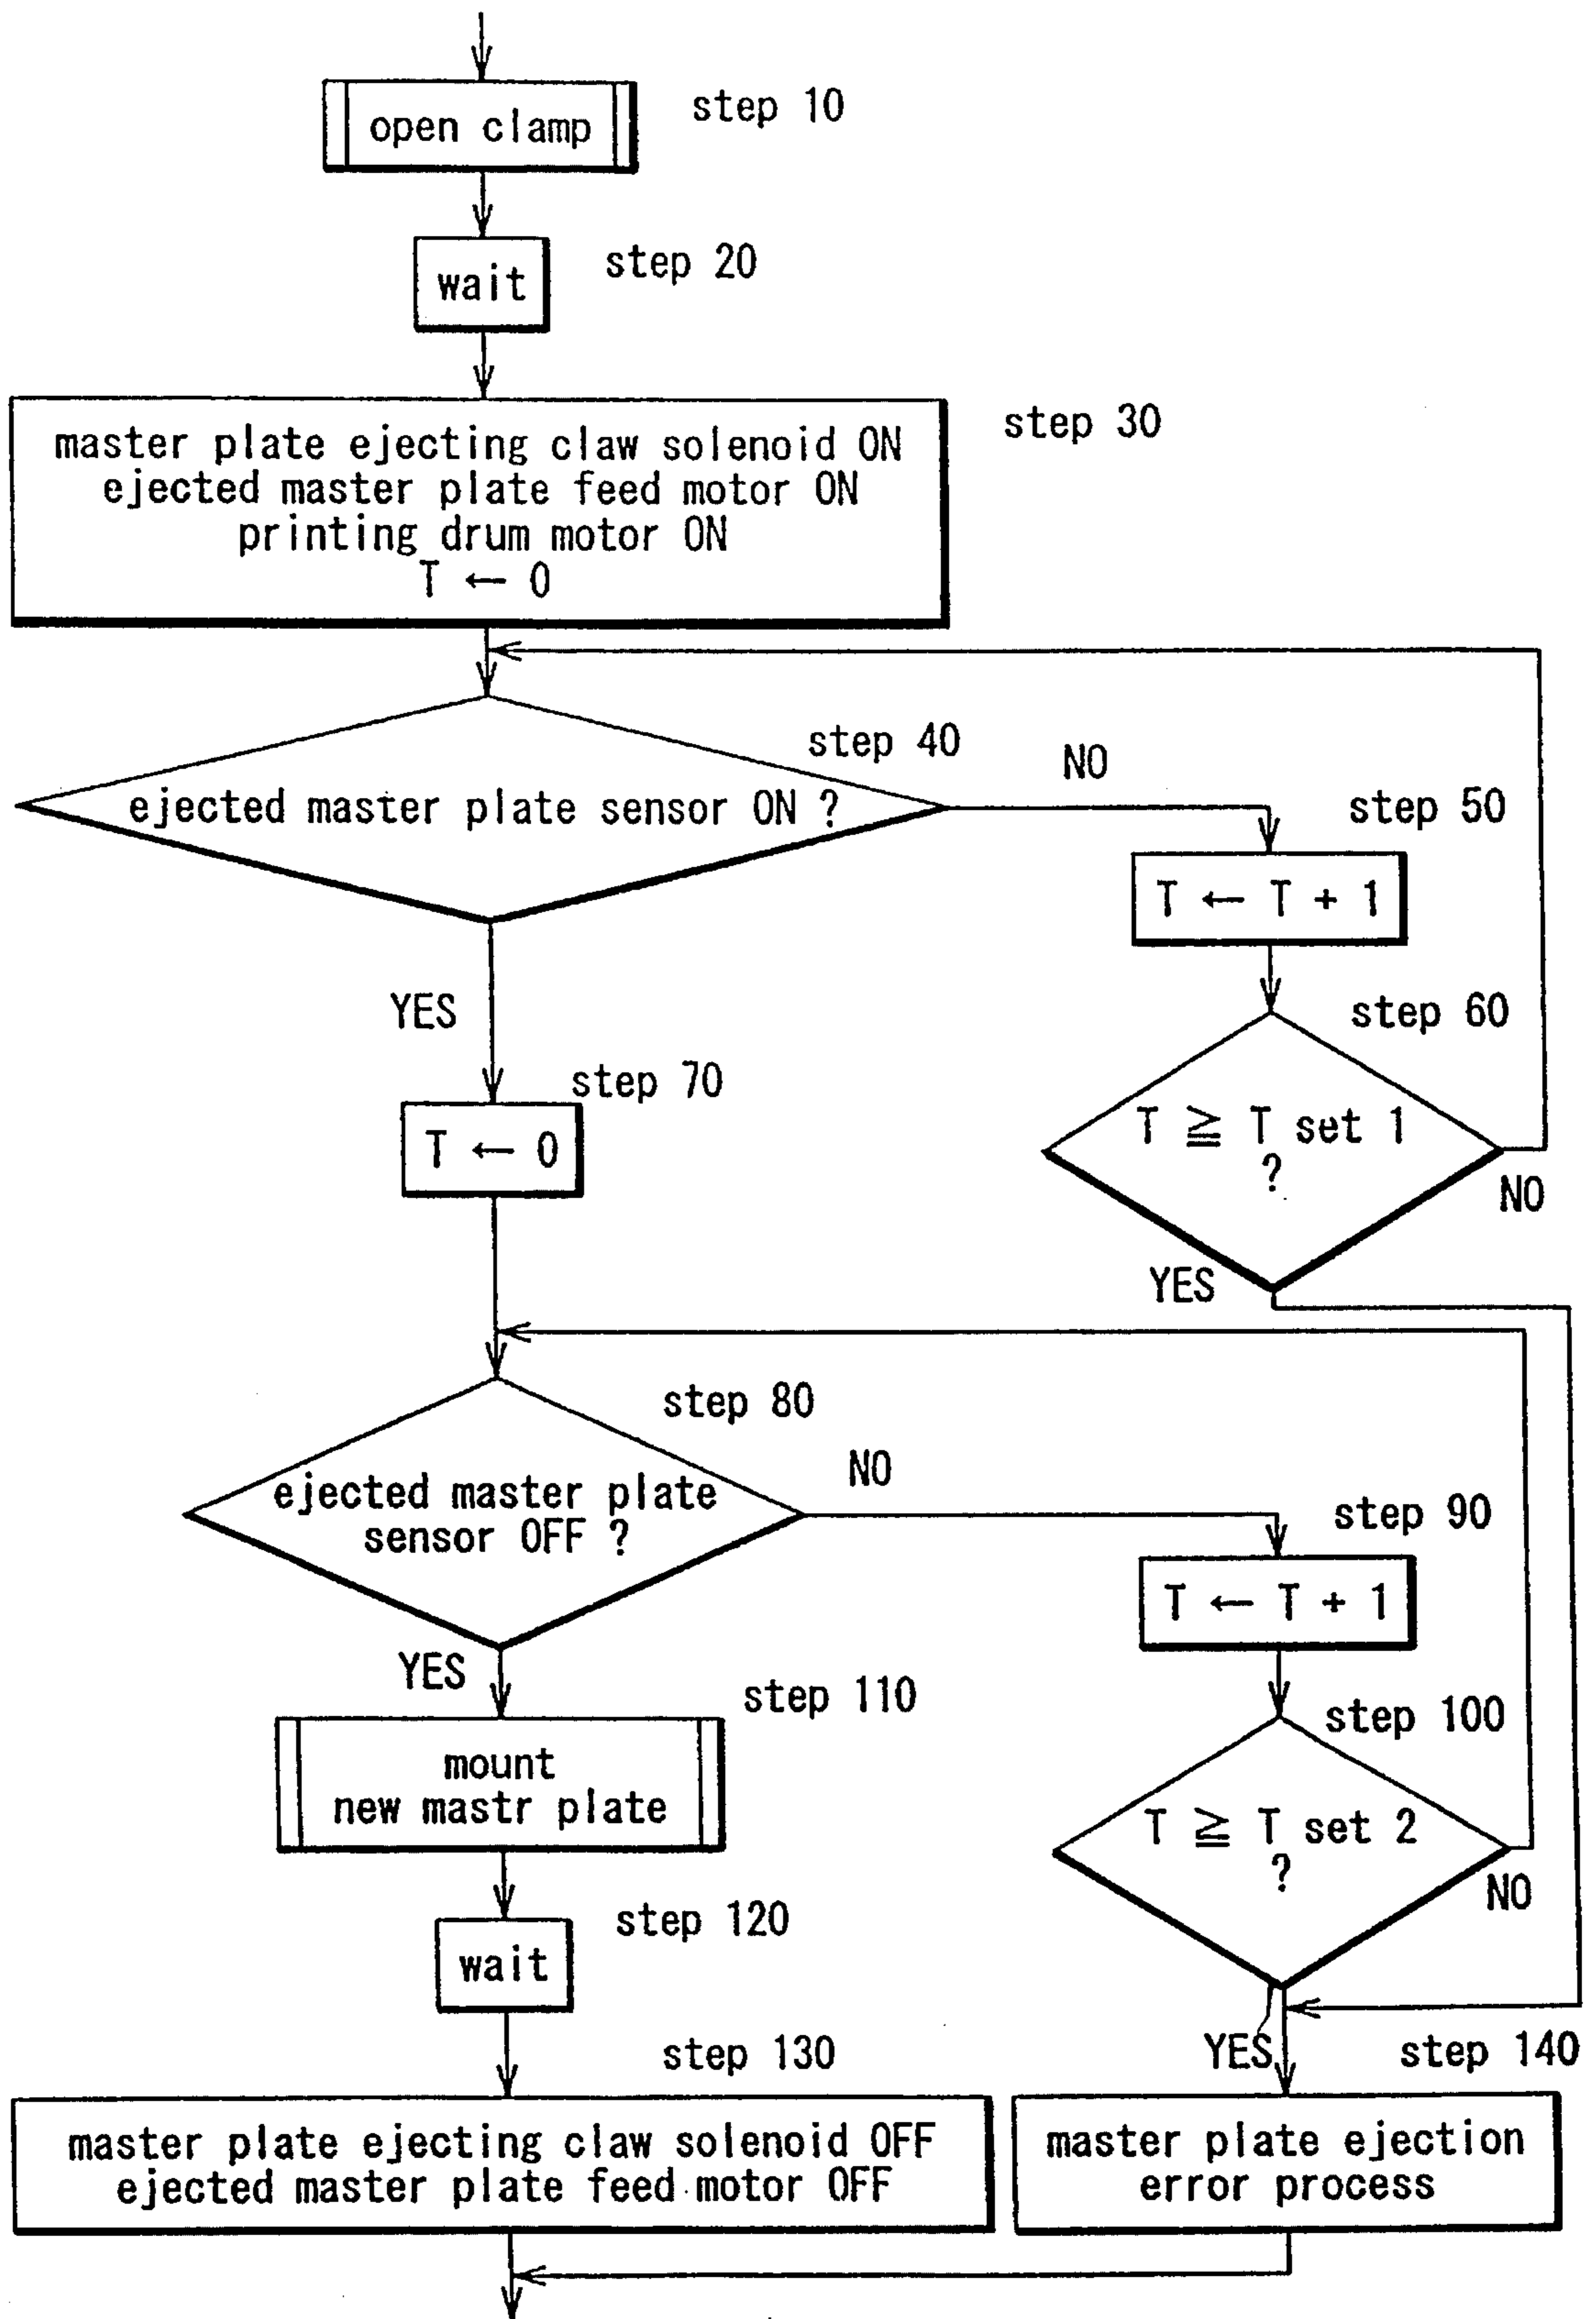 open clamp
step 10
wait
step 20
master plate ejecting claw solenoid ON
ejected master plate feed motor ON
printing drum motor ON
T ← 0
step 30
step 40
ejected master plate sensor ON ?
NO
step 50
T ← T + 1
YES
step 60
T ≧ T set 1
?
NO
YES
step 70
T ← 0
step 80
ejected master plate
sensor OFF ?
NO
step 90
T ← T + 1
YES
step 100
T ≧ T set 2
?
NO
YES
step 110
mount
new mastr plate
step 120
wait
step 130
master plate ejecting claw solenoid OFF
ejected master plate feed motor OFF
step 140
master plate ejection
error process